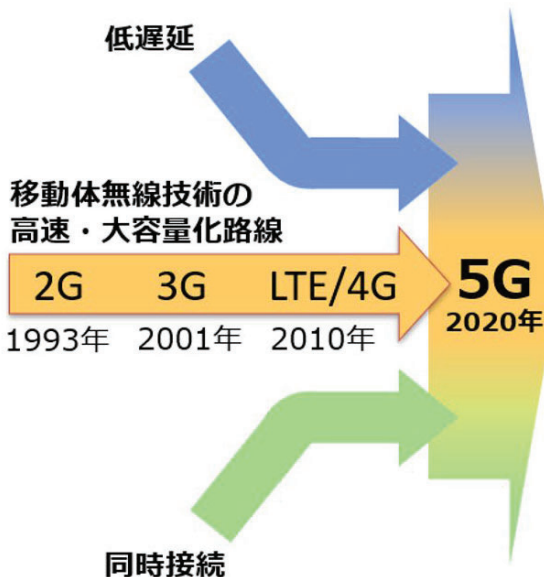 低遅延
移動体無線技術の
高速・大容量化路線
2G 3G LTE/4G
1993年 2001年 2010年
5G
2020年
同時接続